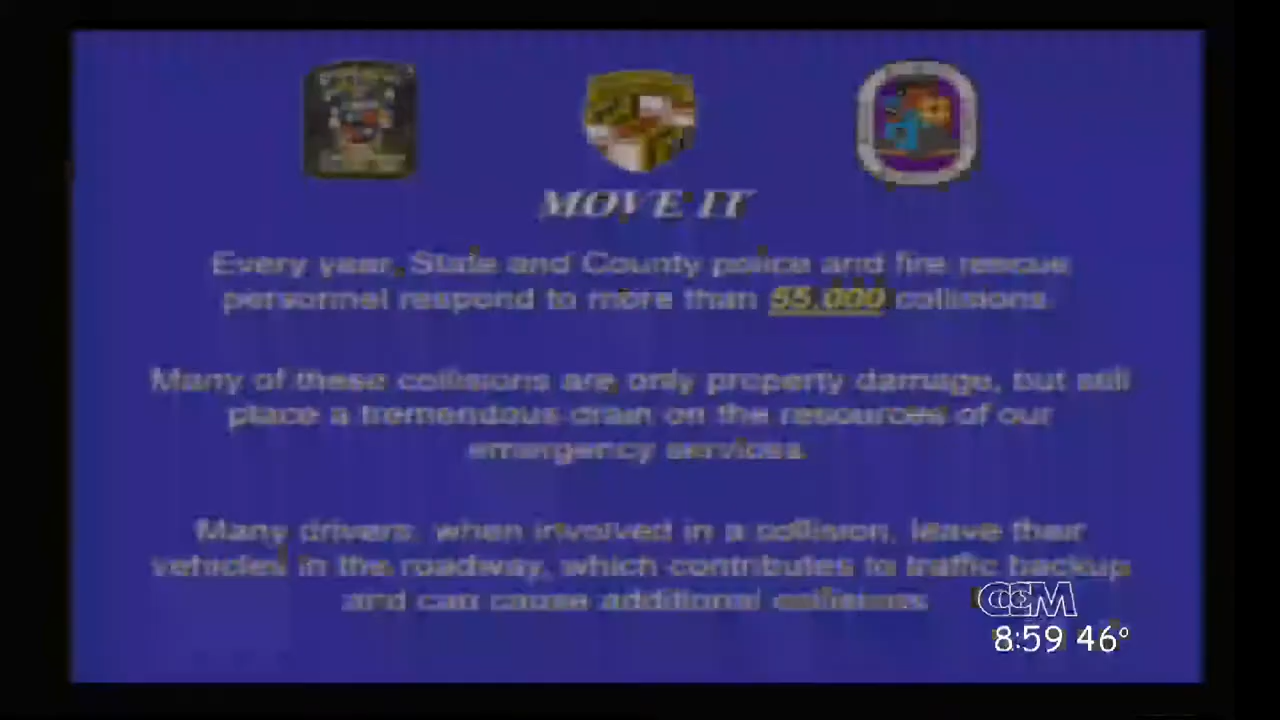 MOVE IT
Every year, State and County police and fire rescue
personnel respond to more than 55,000 collisions.
Many of these collisions are only property damage, but still
place a tremendous drain on the resources of our
emergency services.
Many drivers, when involved in a collision, leave their
vehicles in the roadway, which contributes to traffic backup
and can cause additional collisions.
CCM
8:59 46°